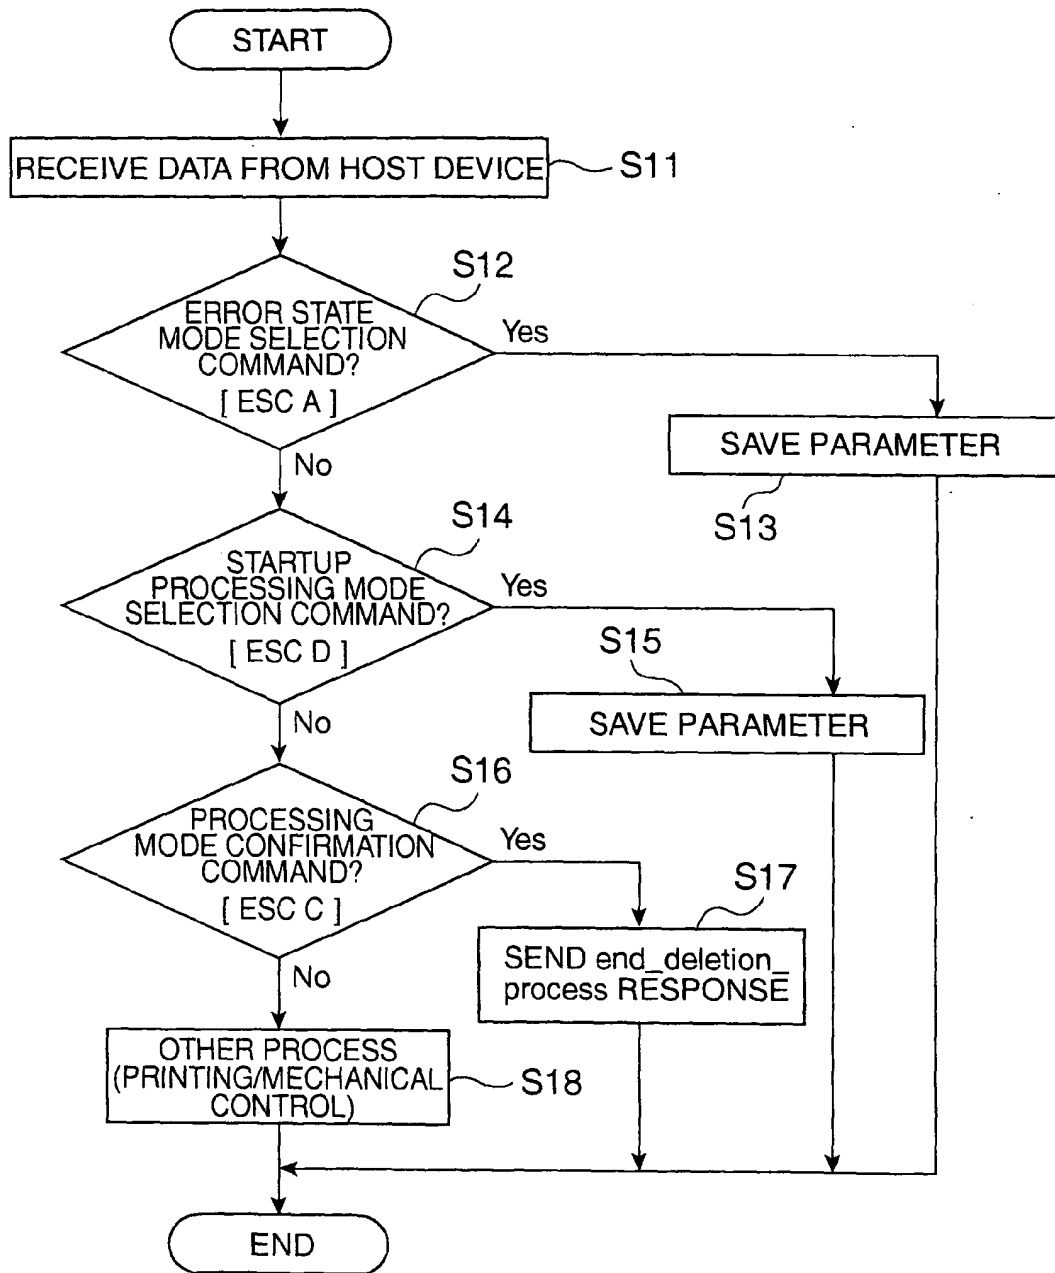 START
RECEIVE DATA FROM HOST DEVICE
S11
S12
ERROR STATE
MODE SELECTION
COMMAND?
[ ESC A ]
Yes
SAVE PARAMETER
S13
No
S14
STARTUP
PROCESSING MODE
SELECTION COMMAND?
[ ESC D ]
Yes
S15
SAVE PARAMETER
No
S16
PROCESSING
MODE CONFIRMATION
COMMAND?
[ ESC C ]
Yes
S17
SEND end_deletion_
process RESPONSE
No
OTHER PROCESS
(PRINTING/MECHANICAL
CONTROL)
S18
END